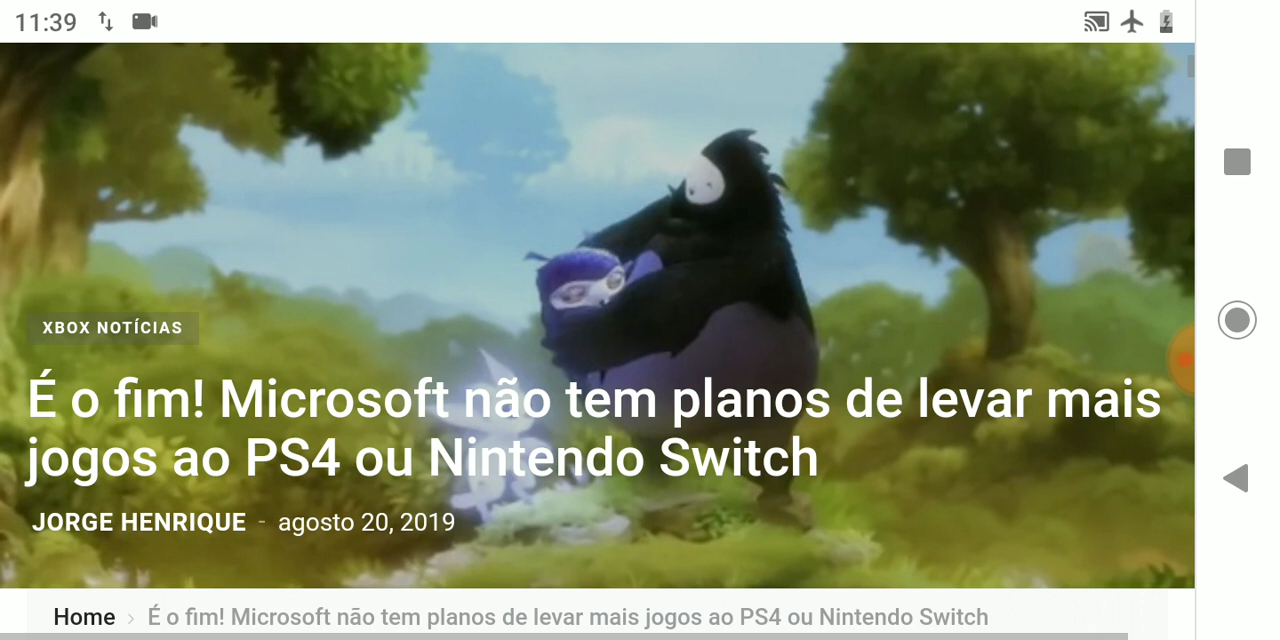 11:39
XBOX NOTÍCIAS
É o fim! Microsoft não tem planos de levar mais
jogos ao PS4 ou Nintendo Switch
JORGE HENRIQUE - agosto 20, 2019
Home › É o fim! Microsoft não tem planos de levar mais jogos ao PS4 ou Nintendo Switch